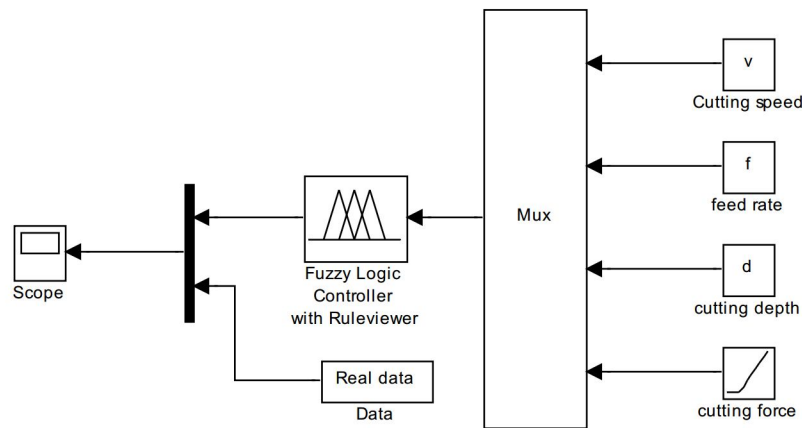 v
Cutting speed
f
feed rate
Mux
d
cutting depth
cutting force
Fuzzy Logic
Controller
with Ruleviewer
Scope
Real data
Data